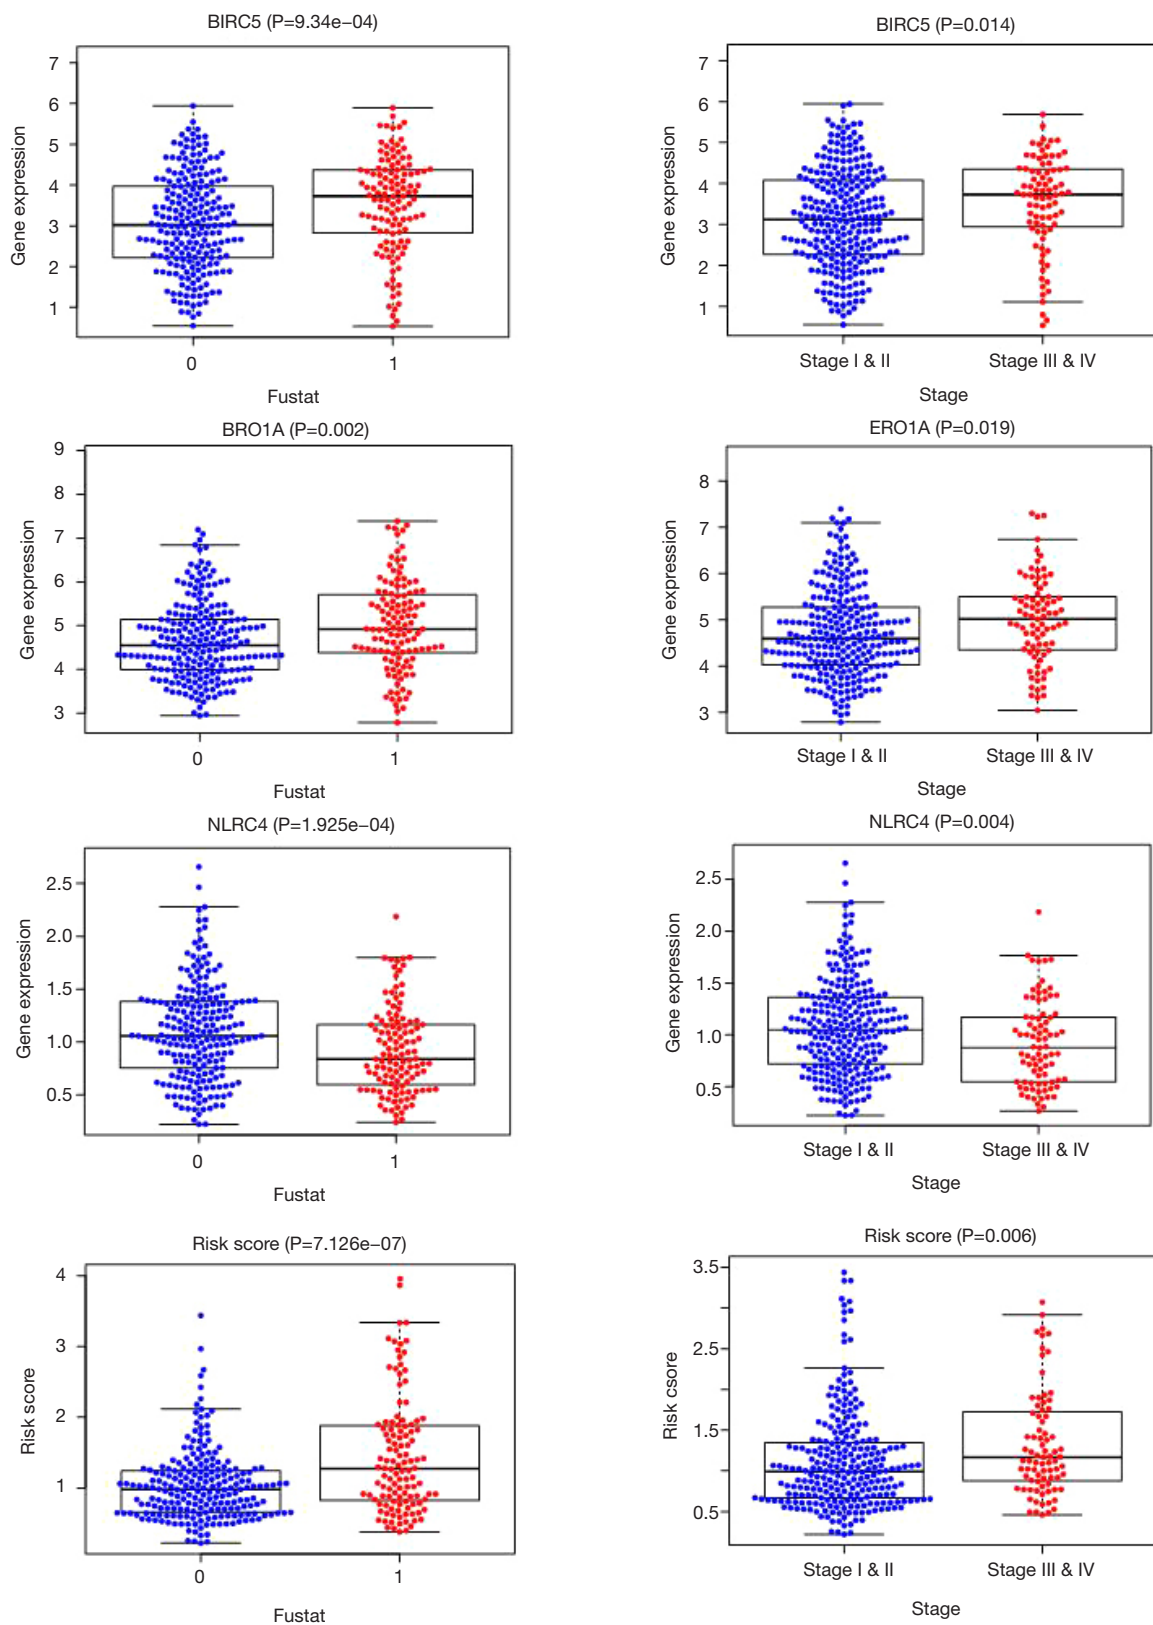 BIRC5 (P=9.34e−04)
7
6
5
4
3
2
1
Gene expression
0
1
Fustat
BIRC5 (P=0.014)
7
6
5
4
3
2
1
Gene expression
Stage I & II
Stage III & IV
Stage
BRO1A (P=0.002)
9
8
7
6
5
4
3
Gene expression
0
1
Fustat
ERO1A (P=0.019)
8
7
6
5
4
3
Gene expression
Stage I & II
Stage III & IV
Stage
NLRC4 (P=1.925e−04)
2.5
2.0
1.5
1.0
0.5
Gene expression
0
1
Fustat
NLRC4 (P=0.004)
2.5
2.0
1.5
1.0
0.5
Gene expression
Stage I & II
Stage III & IV
Stage
Risk score (P=7.126e−07)
4
3
2
1
Risk score
0
1
Fustat
Risk score (P=0.006)
3.5
2.5
1.5
0.5
Risk csore
Stage I & II
Stage III & IV
Stage